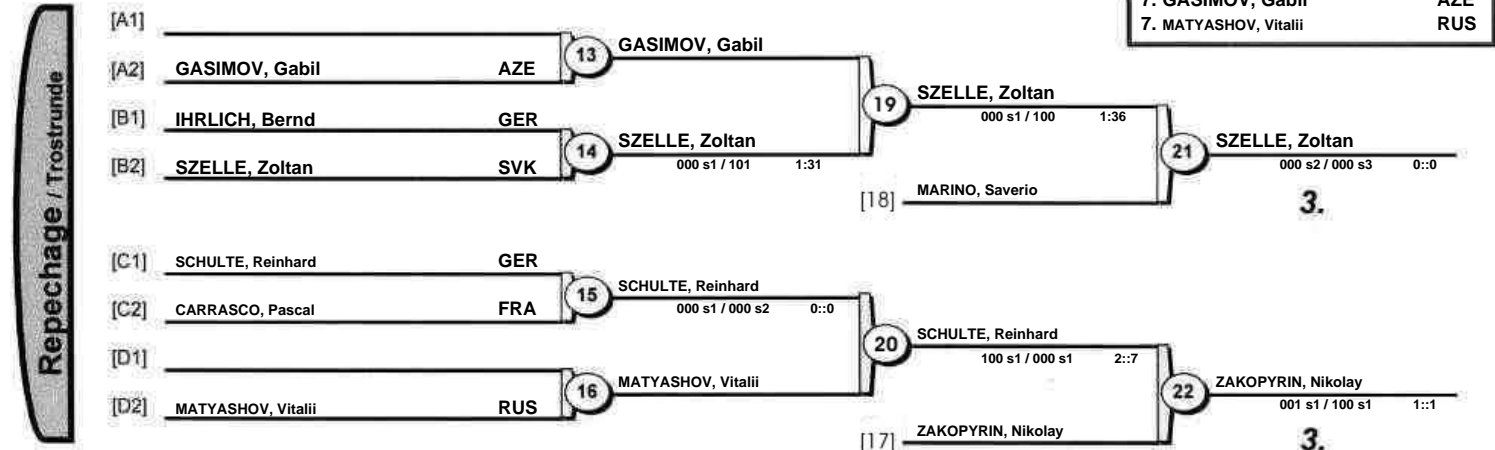 7. GASIMOV, Gabil AZE
7. MATYASHOV, Vitalii RUS
Repechage / Trostrunde
[A1]
[A2] GASIMOV, Gabil AZE
13 GASIMOV, Gabil
[B1] IHRLICH, Bernd GER
[B2] SZELLE, Zoltan SVK
14 SZELLE, Zoltan
000 s1 / 101 1:31
19 SZELLE, Zoltan
000 s1 / 100 1:36
[18] MARINO, Saverio
21 SZELLE, Zoltan
000 s2 / 000 s3 0::0
3.
[C1] SCHULTE, Reinhard GER
[C2] CARRASCO, Pascal FRA
15 SCHULTE, Reinhard
000 s1 / 000 s2 0::0
[D1]
[D2] MATYASHOV, Vitalii RUS
16 MATYASHOV, Vitalii
20 SCHULTE, Reinhard
100 s1 / 000 s1 2::7
[17] ZAKOPYRIN, Nikolay
22 ZAKOPYRIN, Nikolay
001 s1 / 100 s1 1::1
3.